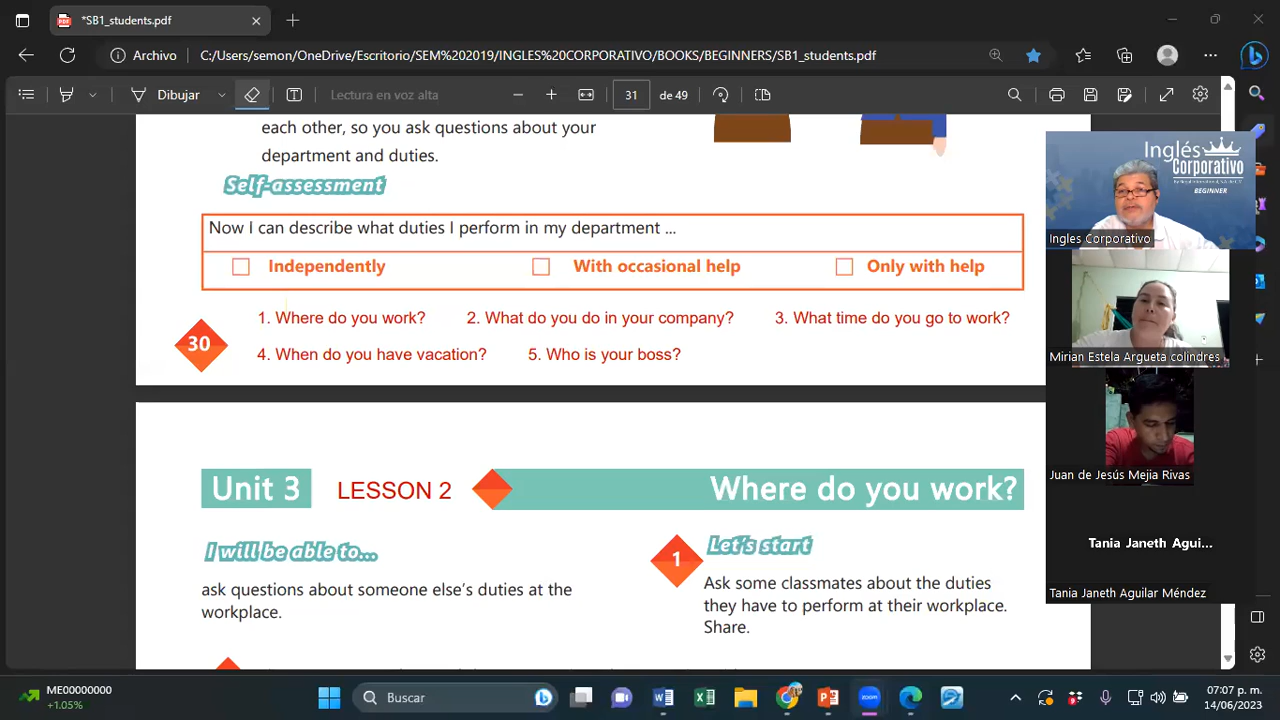 *SB1_students.pdf
Archivo
C:/Users/semon/OneDrive/Escritorio/SEM%202019/INGLES%20CORPORATIVO/BOOKS/BEGINNERS/SB1_students.pdf
Dibujar
Lectura en voz alta
31
de 49
each other, so you ask questions about your
department and duties.
Self-assessment
Now I can describe what duties I perform in my department ...
Independently With occasional help Only with help
1. Where do you work? 2. What do you do in your company? 3. What time do you go to work?
30
4. When do you have vacation? 5. Who is your boss?
Unit 3 LESSON 2 Where do you work?
I will be able to...
ask questions about someone else's duties at the
workplace.
1
Let's start
Ask some classmates about the duties
they have to perform at their workplace.
Share.
Inglés
Corporativo
BEGINNER
Ingles Corporativo
Mirian Estela Argueta colindres
Juan de Jesús Mejia Rivas
Tania Janeth Agui...
Tania Janeth Aguilar Méndez
ME00000000
+1.05%
Buscar
zoom
07:07 p. m.
14/06/2023